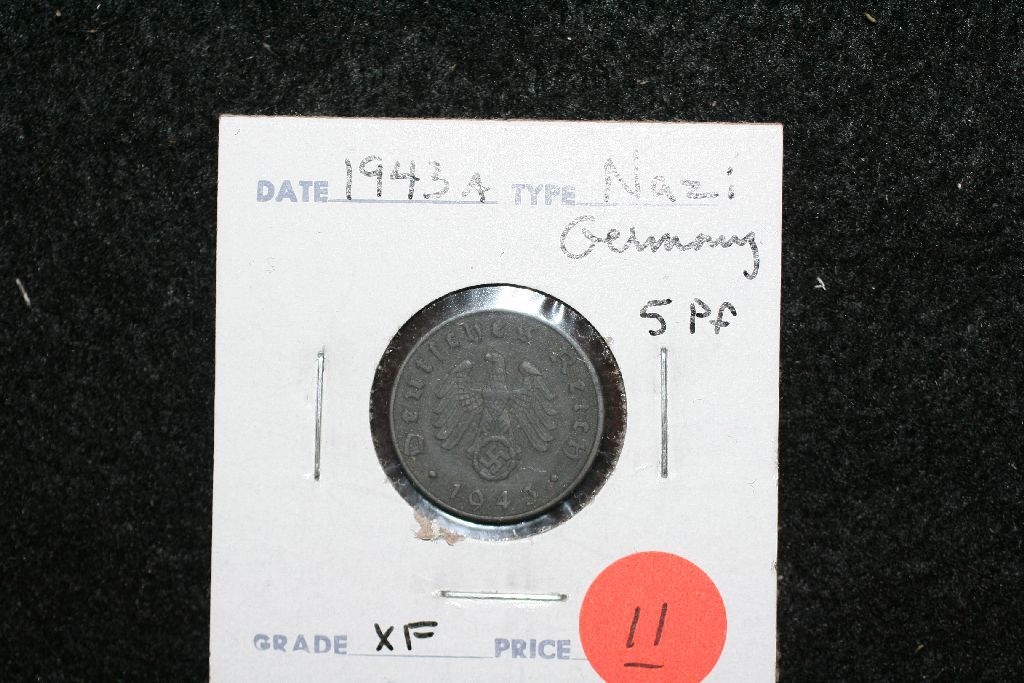 DATE 1943A TYPE Nazi
Germany
5 Pf
Deutsches Reich
1943
GRADE XF PRICE 11